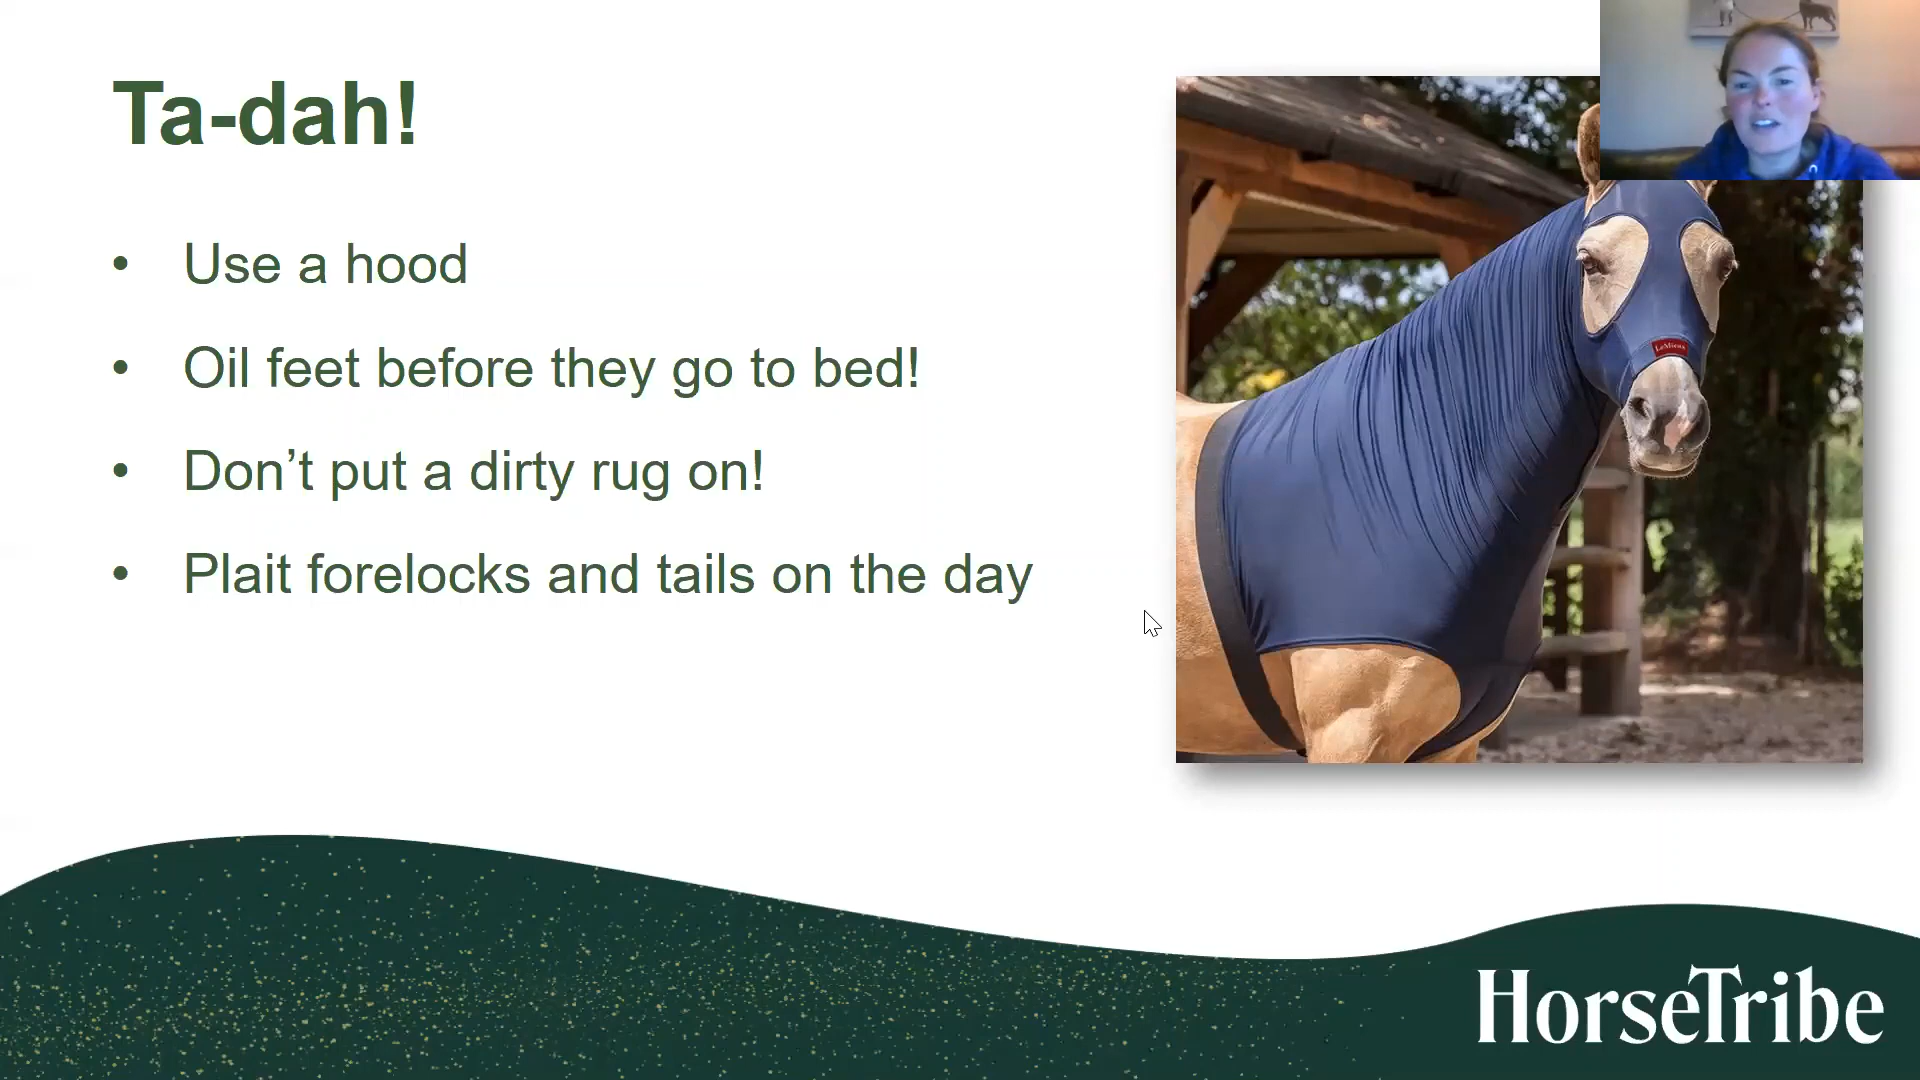 Ta-dah!
• Use a hood
• Oil feet before they go to bed!
• Don’t put a dirty rug on!
• Plait forelocks and tails on the day
LeMieux
HorseTribe